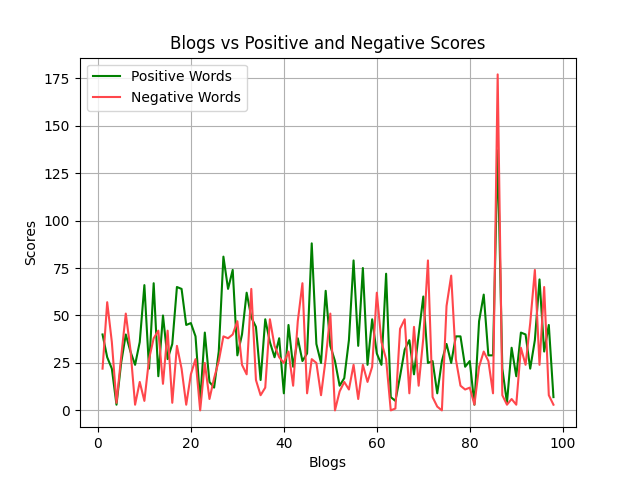 Blogs vs Positive and Negative Scores
Positive Words
Negative Words
175
150
125
100
75
50
25
0
Scores
0 20 40 60 80 100
Blogs